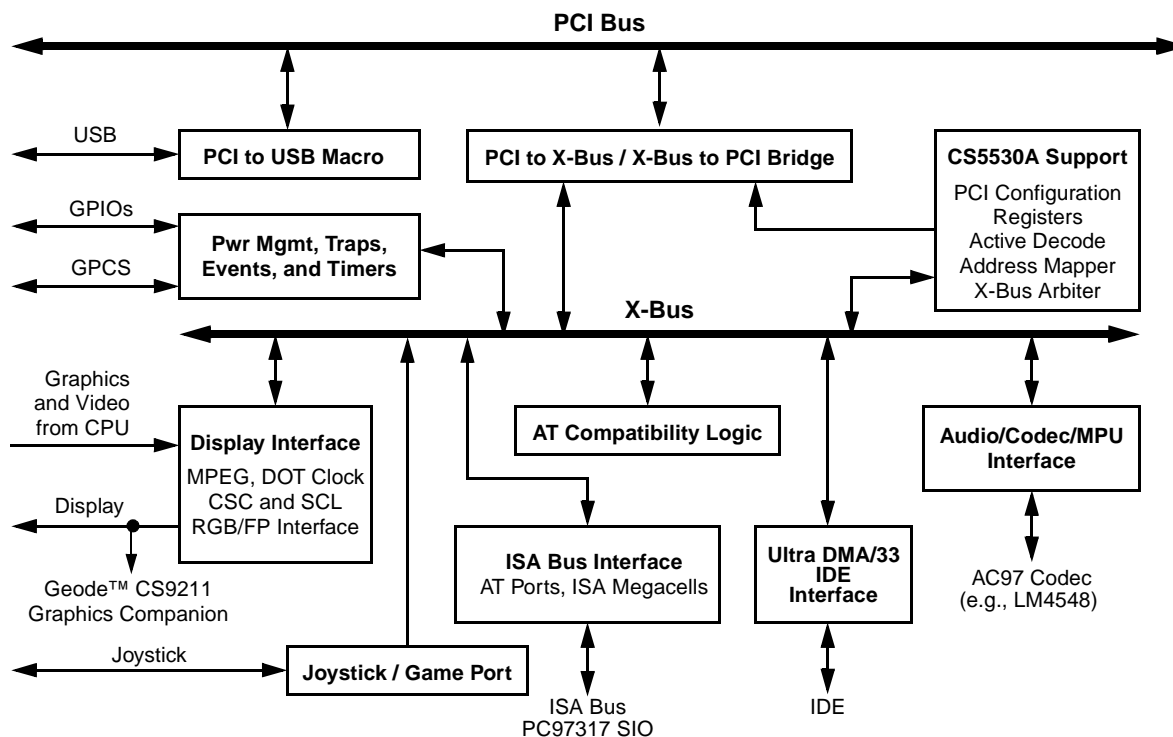 PCI Bus
USB
PCI to USB Macro
PCI to X-Bus / X-Bus to PCI Bridge
CS5530A Support
PCI Configuration
Registers
Active Decode
Address Mapper
X-Bus Arbiter
GPIOs
GPCS
Pwr Mgmt, Traps,
Events, and Timers
X-Bus
Graphics
and Video
from CPU
Display
Display Interface
MPEG, DOT Clock
CSC and SCL
RGB/FP Interface
Geode™ CS9211
Graphics Companion
AT Compatibility Logic
Audio/Codec/MPU
Interface
ISA Bus Interface
AT Ports, ISA Megacells
Ultra DMA/33
IDE
Interface
AC97 Codec
(e.g., LM4548)
Joystick
Joystick / Game Port
ISA Bus
PC97317 SIO
IDE